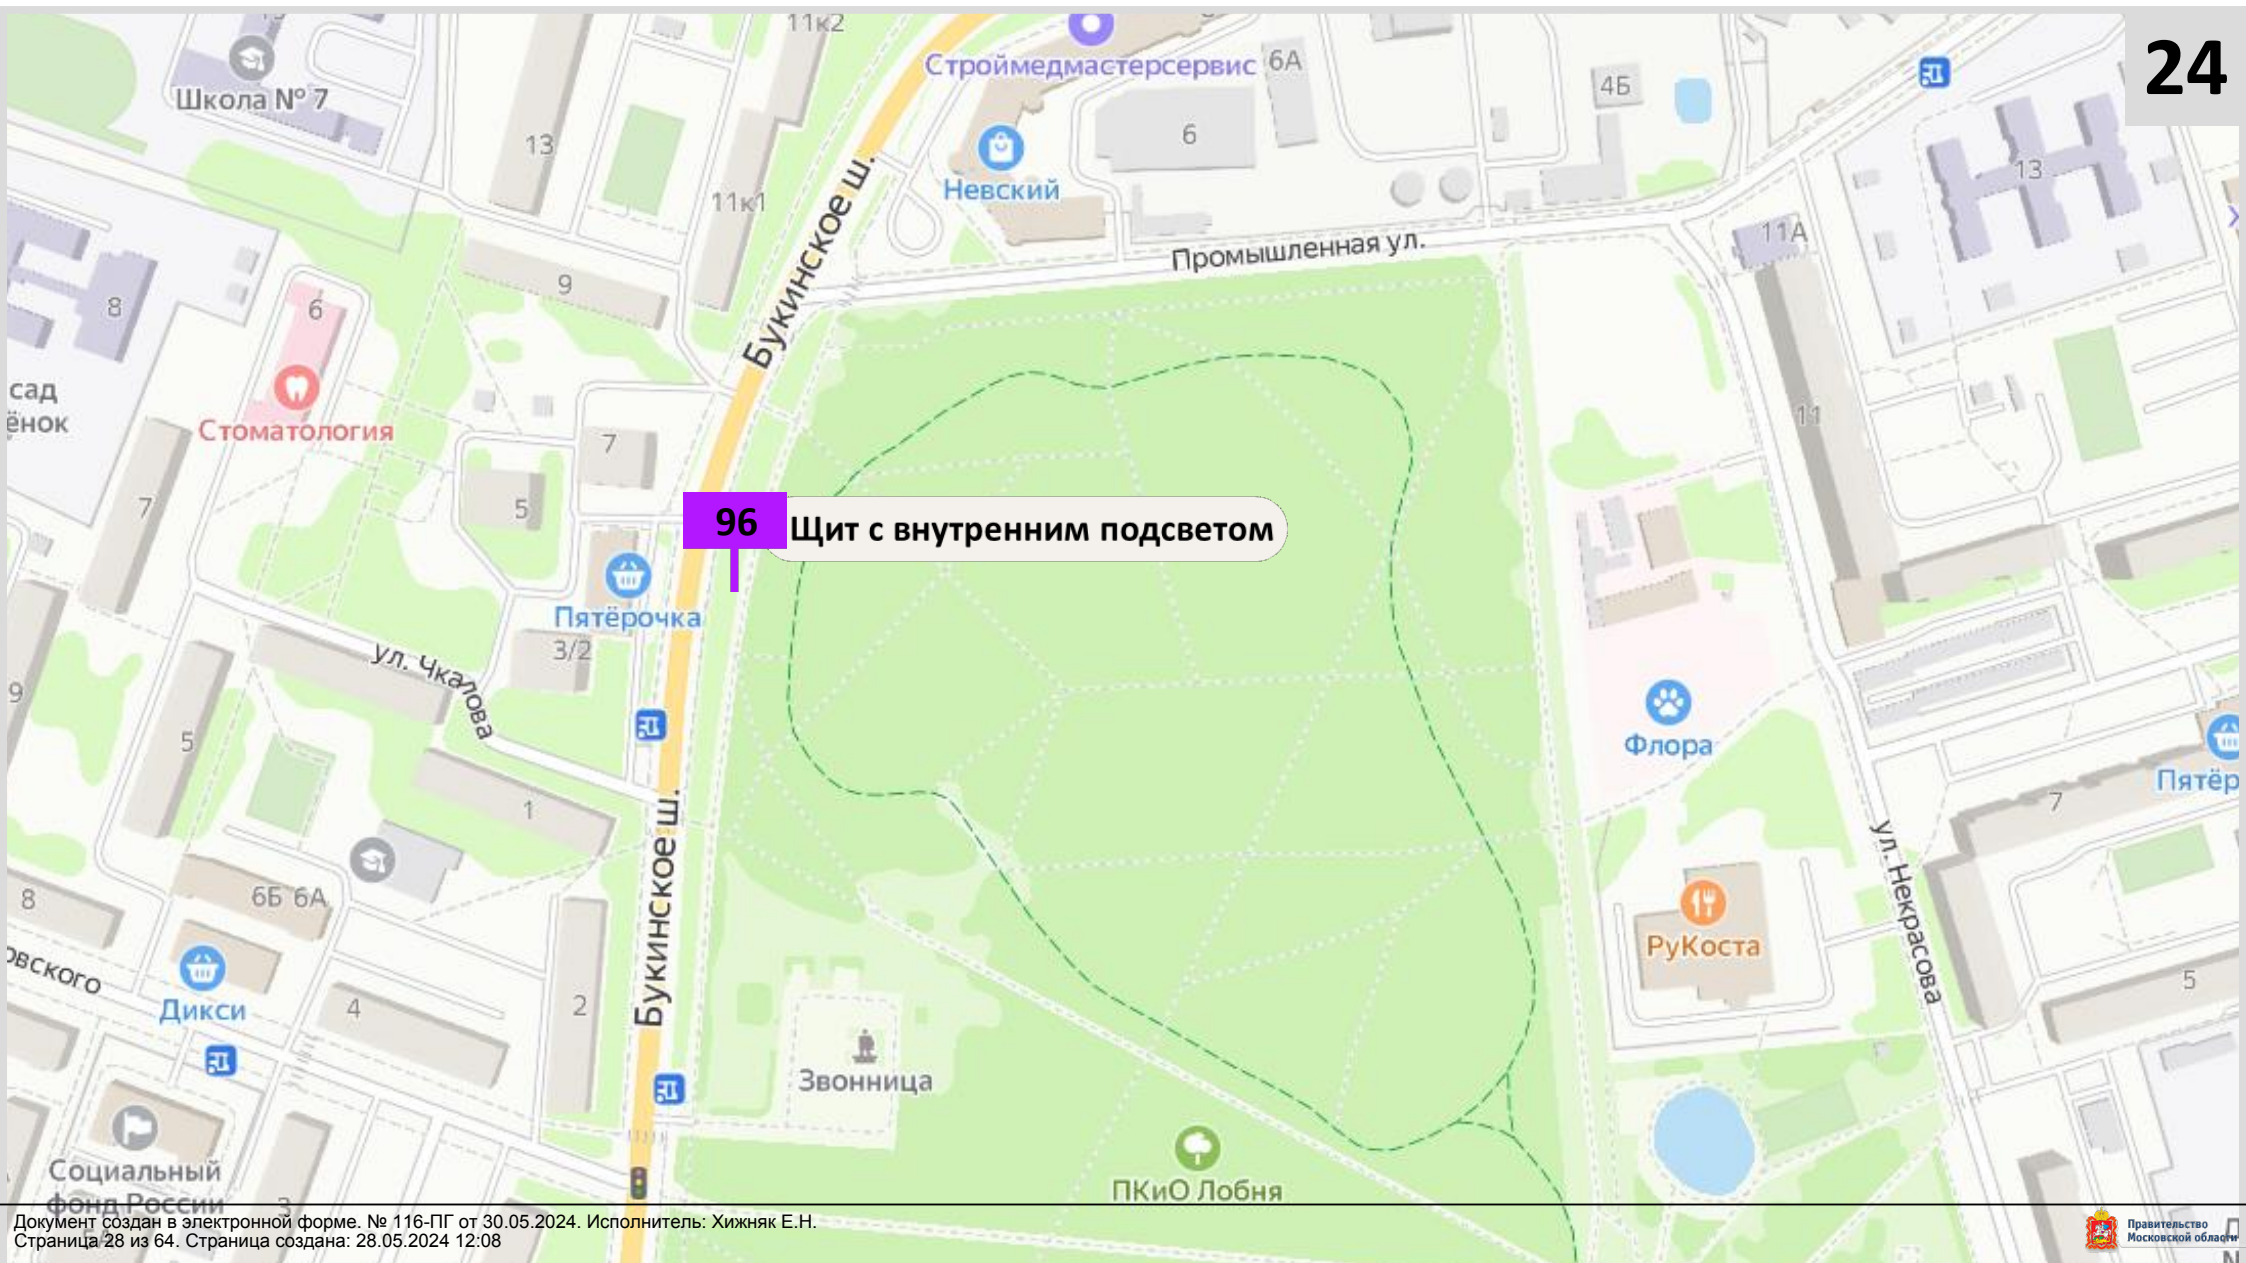 24
11к2
Строймедмастерсервис
6А
4Б
Школа № 7
13
6
Невский
13
11к1
Букинское ш.
Промышленная ул.
11А
9
8
6
сад
ёнок
Стоматология
7
11
7
5
96
Щит с внутренним подсветом
Пятёрочка
3/2
ул. Чкалова
9
5
Флора
Пятёр
7
1
Букинское ш.
ул. Некрасова
8
6Б 6А
РуКоста
овского
Дикси
4
2
5
Звонница
Социальный
фонд России
3
5А
ПКиО Лобня
Документ создан в электронной форме. № 116-ПГ от 30.05.2024. Исполнитель: Хижняк Е.Н.
Страница 28 из 64. Страница создана: 28.05.2024 12:08
Правительство
Московской области